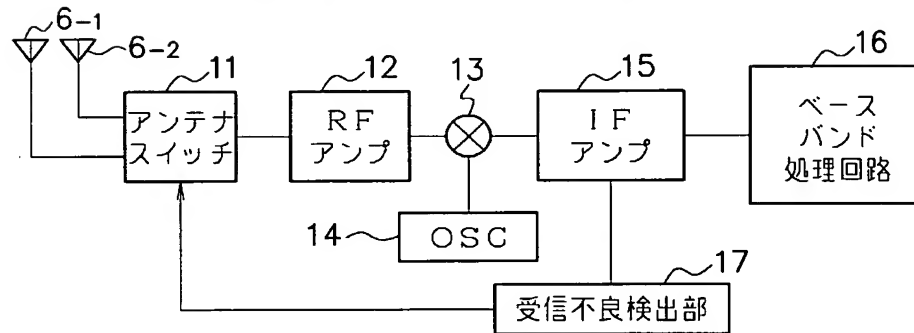 6-1
6-2
11
アンテナ
スイッチ
12
RF
アンプ
13
14
OSC
15
IF
アンプ
16
ベース
バンド
処理回路
17
受信不良検出部